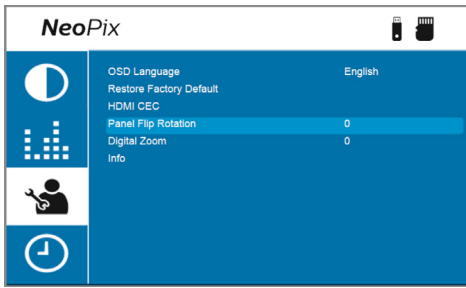 NeoPix
OSD Language English
Restore Factory Default
HDMI CEC
Panel Flip Rotation 0
Digital Zoom 0
Info